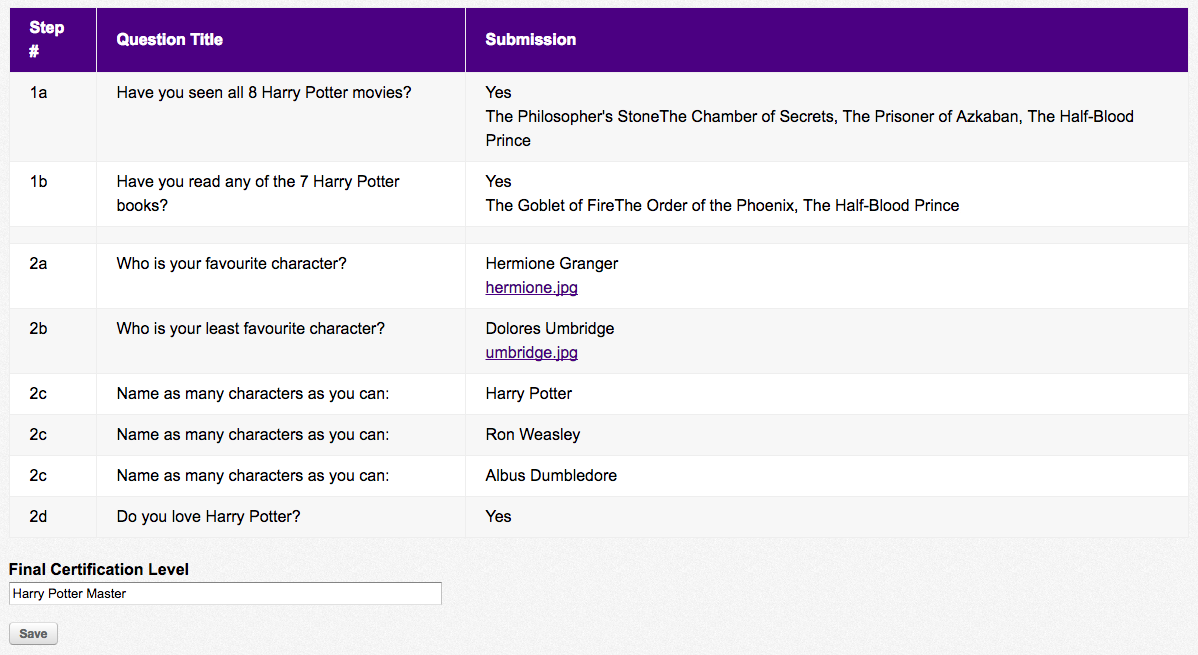 Step # Question Title Submission
1a Have you seen all 8 Harry Potter movies? Yes
The Philosopher's StoneThe Chamber of Secrets, The Prisoner of Azkaban, The Half-Blood
Prince
1b Have you read any of the 7 Harry Potter books? Yes
The Goblet of FireThe Order of the Phoenix, The Half-Blood Prince
2a Who is your favourite character? Hermione Granger
hermione.jpg
2b Who is your least favourite character? Dolores Umbridge
umbridge.jpg
2c Name as many characters as you can: Harry Potter
2c Name as many characters as you can: Ron Weasley
2c Name as many characters as you can: Albus Dumbledore
2d Do you love Harry Potter? Yes
Final Certification Level
Harry Potter Master
Save